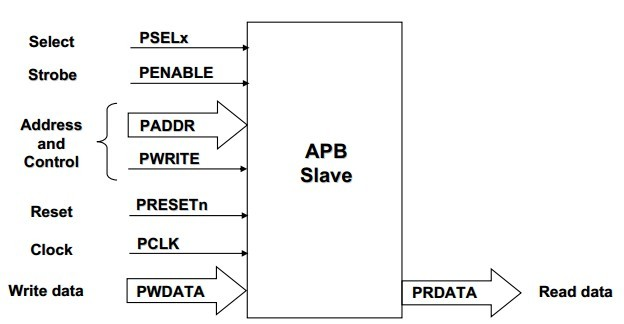 Select
PSELx
Strobe
PENABLE
Address
and
Control
PADDR
PWRITE
APB
Slave
Reset
PRESETn
Clock
PCLK
Write data
PWDATA
PRDATA
Read data